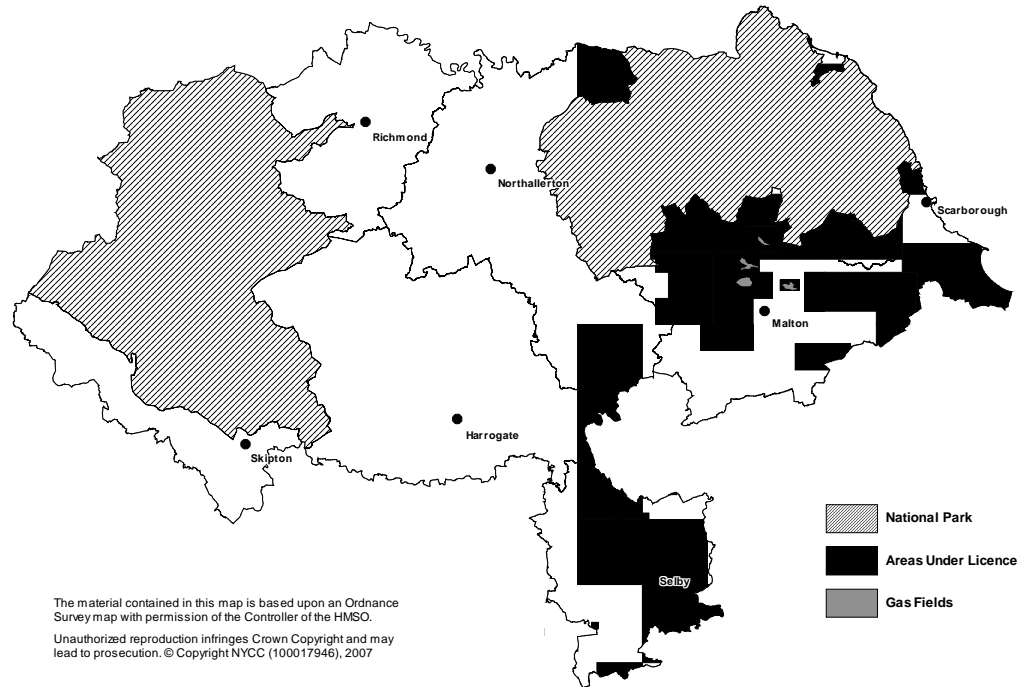 Richmond
Northallerton
Scarborough
Malton
Harrogate
Skipton
National Park
Areas Under Licence
Selby
Gas Fields
The material contained in this map is based upon an Ordnance
Survey map with permission of the Controller of the HMSO.
Unauthorized reproduction infringes Crown Copyright and may
lead to prosecution. © Copyright NYCC (100017946), 2007